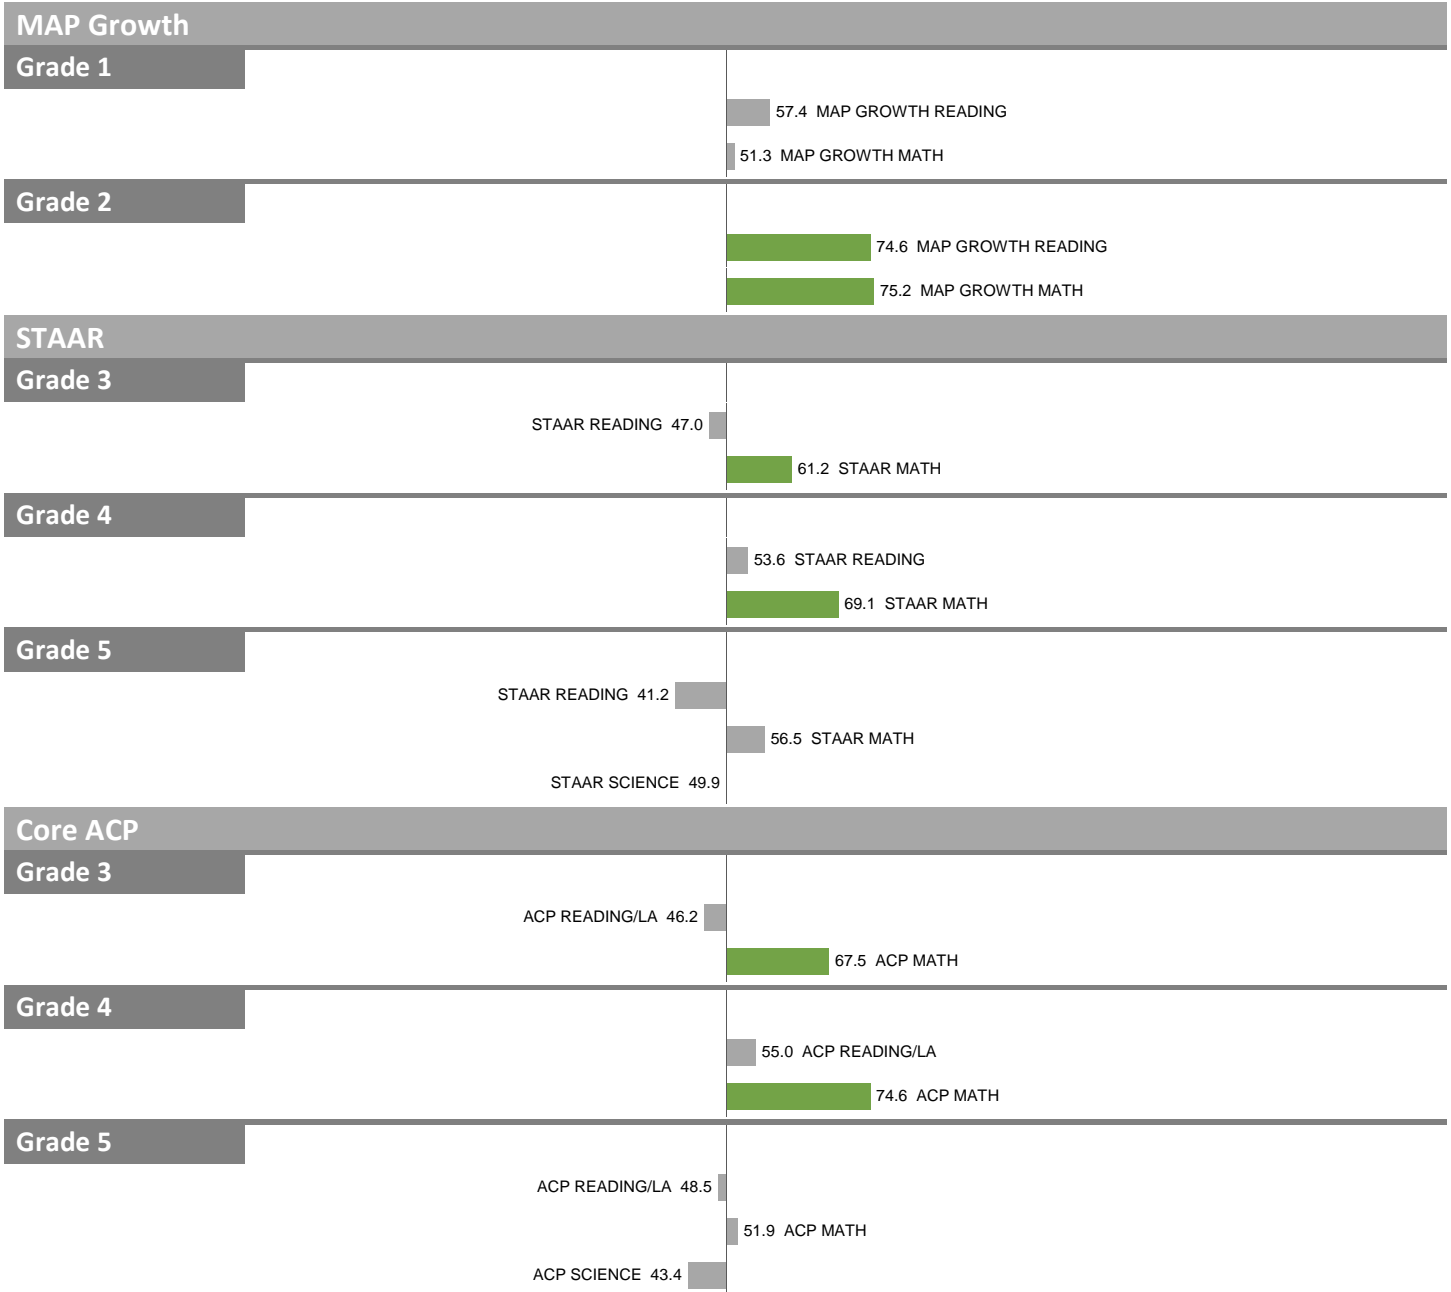 MAP Growth
Grade 1
57.4 MAP GROWTH READING
51.3 MAP GROWTH MATH
Grade 2
74.6 MAP GROWTH READING
75.2 MAP GROWTH MATH
STAAR
Grade 3
STAAR READING 47.0
61.2 STAAR MATH
Grade 4
53.6 STAAR READING
69.1 STAAR MATH
Grade 5
STAAR READING 41.2
56.5 STAAR MATH
STAAR SCIENCE 49.9
Core ACP
Grade 3
ACP READING/LA 46.2
67.5 ACP MATH
Grade 4
55.0 ACP READING/LA
74.6 ACP MATH
Grade 5
ACP READING/LA 48.5
51.9 ACP MATH
ACP SCIENCE 43.4